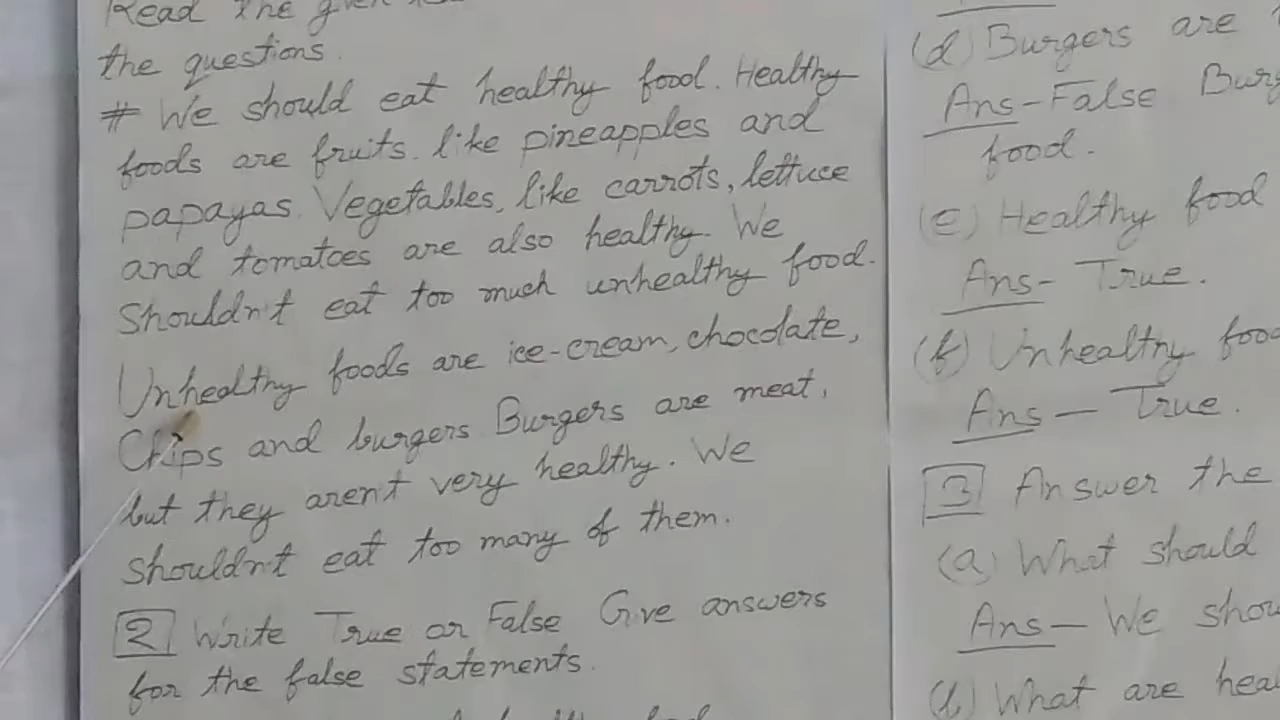 Read the given
the questions.
# We should eat healthy food. Healthy
foods are fruits. like pineapples and
papayas. Vegetables, like carrots, lettuce
and tomatoes are also healthy. We
Shouldn't eat too much unhealthy food.
Unhealthy foods are ice-cream, chocolate,
Chips and burgers Burgers are meat,
but they aren't very healthy. We
shouldn't eat too many of them.
2 Write True or False Give answers
for the false statements.
(d) Burgers are
Ans-False
food.
(e) Healthy food
Ans- True.
(f) Unhealthy
Ans - True.
3 Answer the
(a) What should
Ans - We
(b) What are